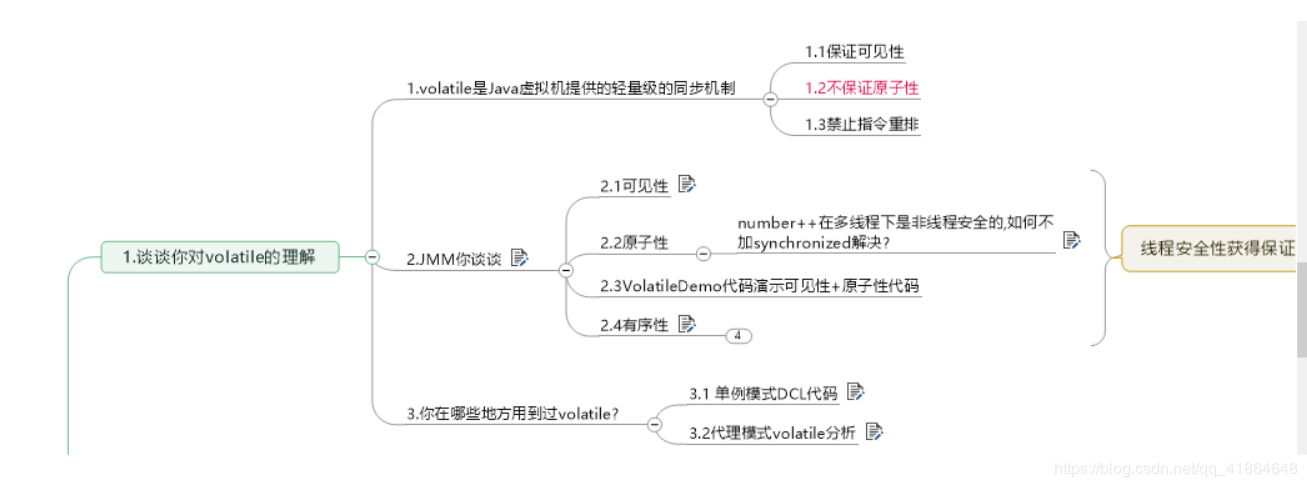 1.谈谈你对volatile的理解
1.volatile是Java虚拟机提供的轻量级的同步机制
1.1保证可见性
1.2不保证原子性
1.3禁止指令重排
2.JMM你谈谈
2.1可见性
2.2原子性
number++在多线程下是非线程安全的,如何不
加synchronized解决?
2.3VolatileDemo代码演示可见性+原子性代码
2.4有序性
4
线程安全性获得保证
3.你在哪些地方用到过volatile?
3.1 单例模式DCL代码
3.2代理模式volatile分析
https://blog.csdn.net/qq_41864648